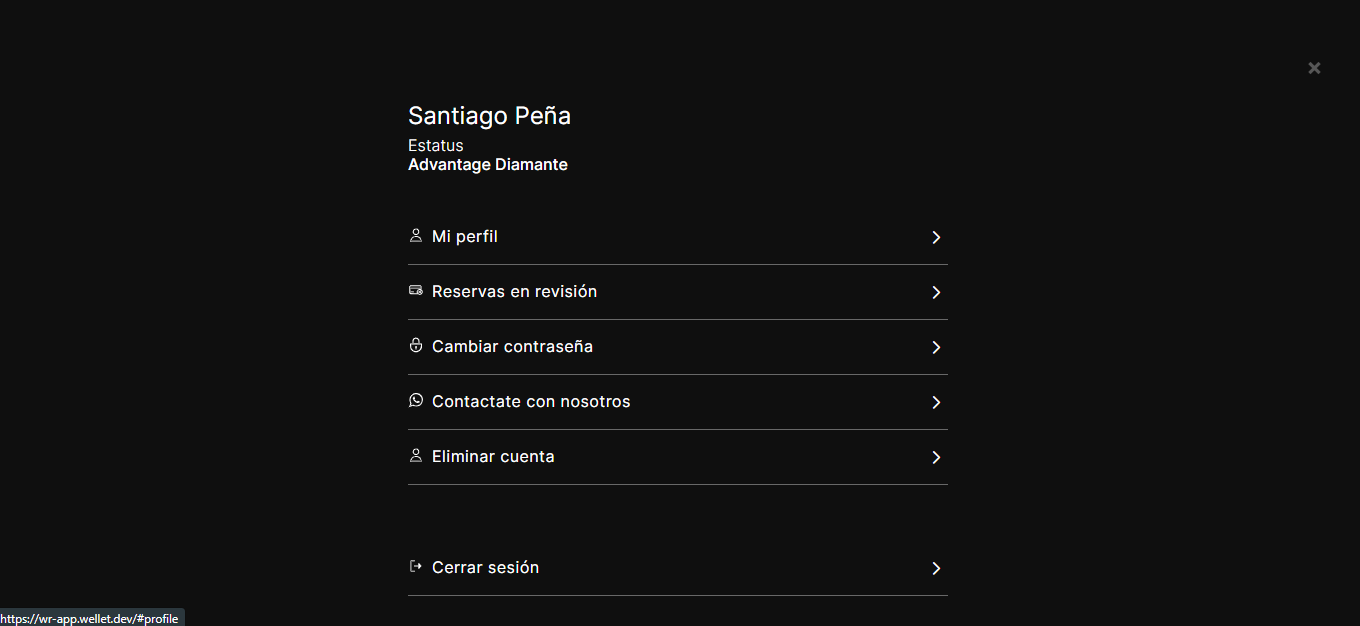 Santiago Peña
Estatus
Advantage Diamante
Mi perfil
Reservas en revisión
Cambiar contraseña
Contactate con nosotros
Eliminar cuenta
Cerrar sesión
https://wr-app.wellet.dev/#profile